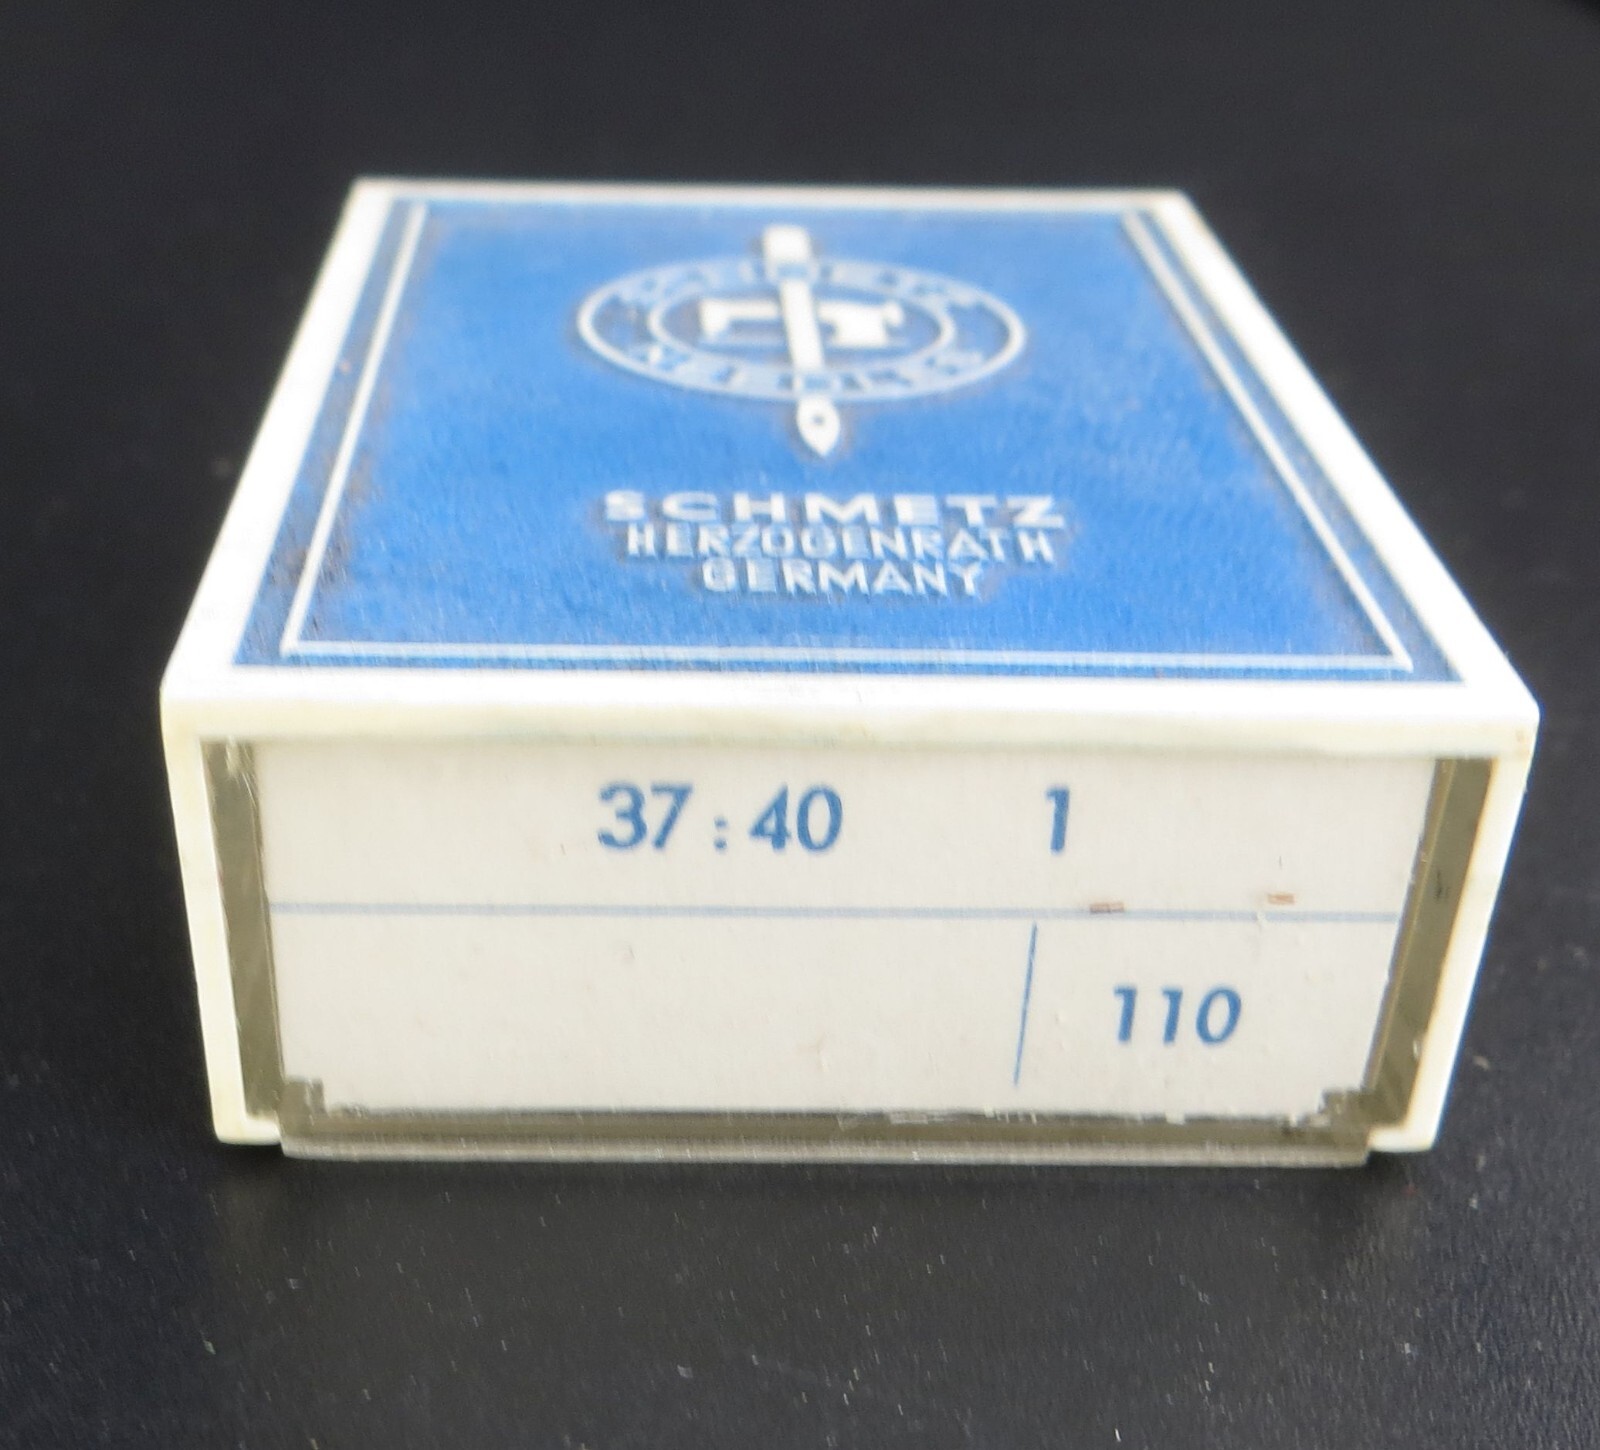 SCHMETZ
HERZOGENRATH
GERMANY
37:40 1
110